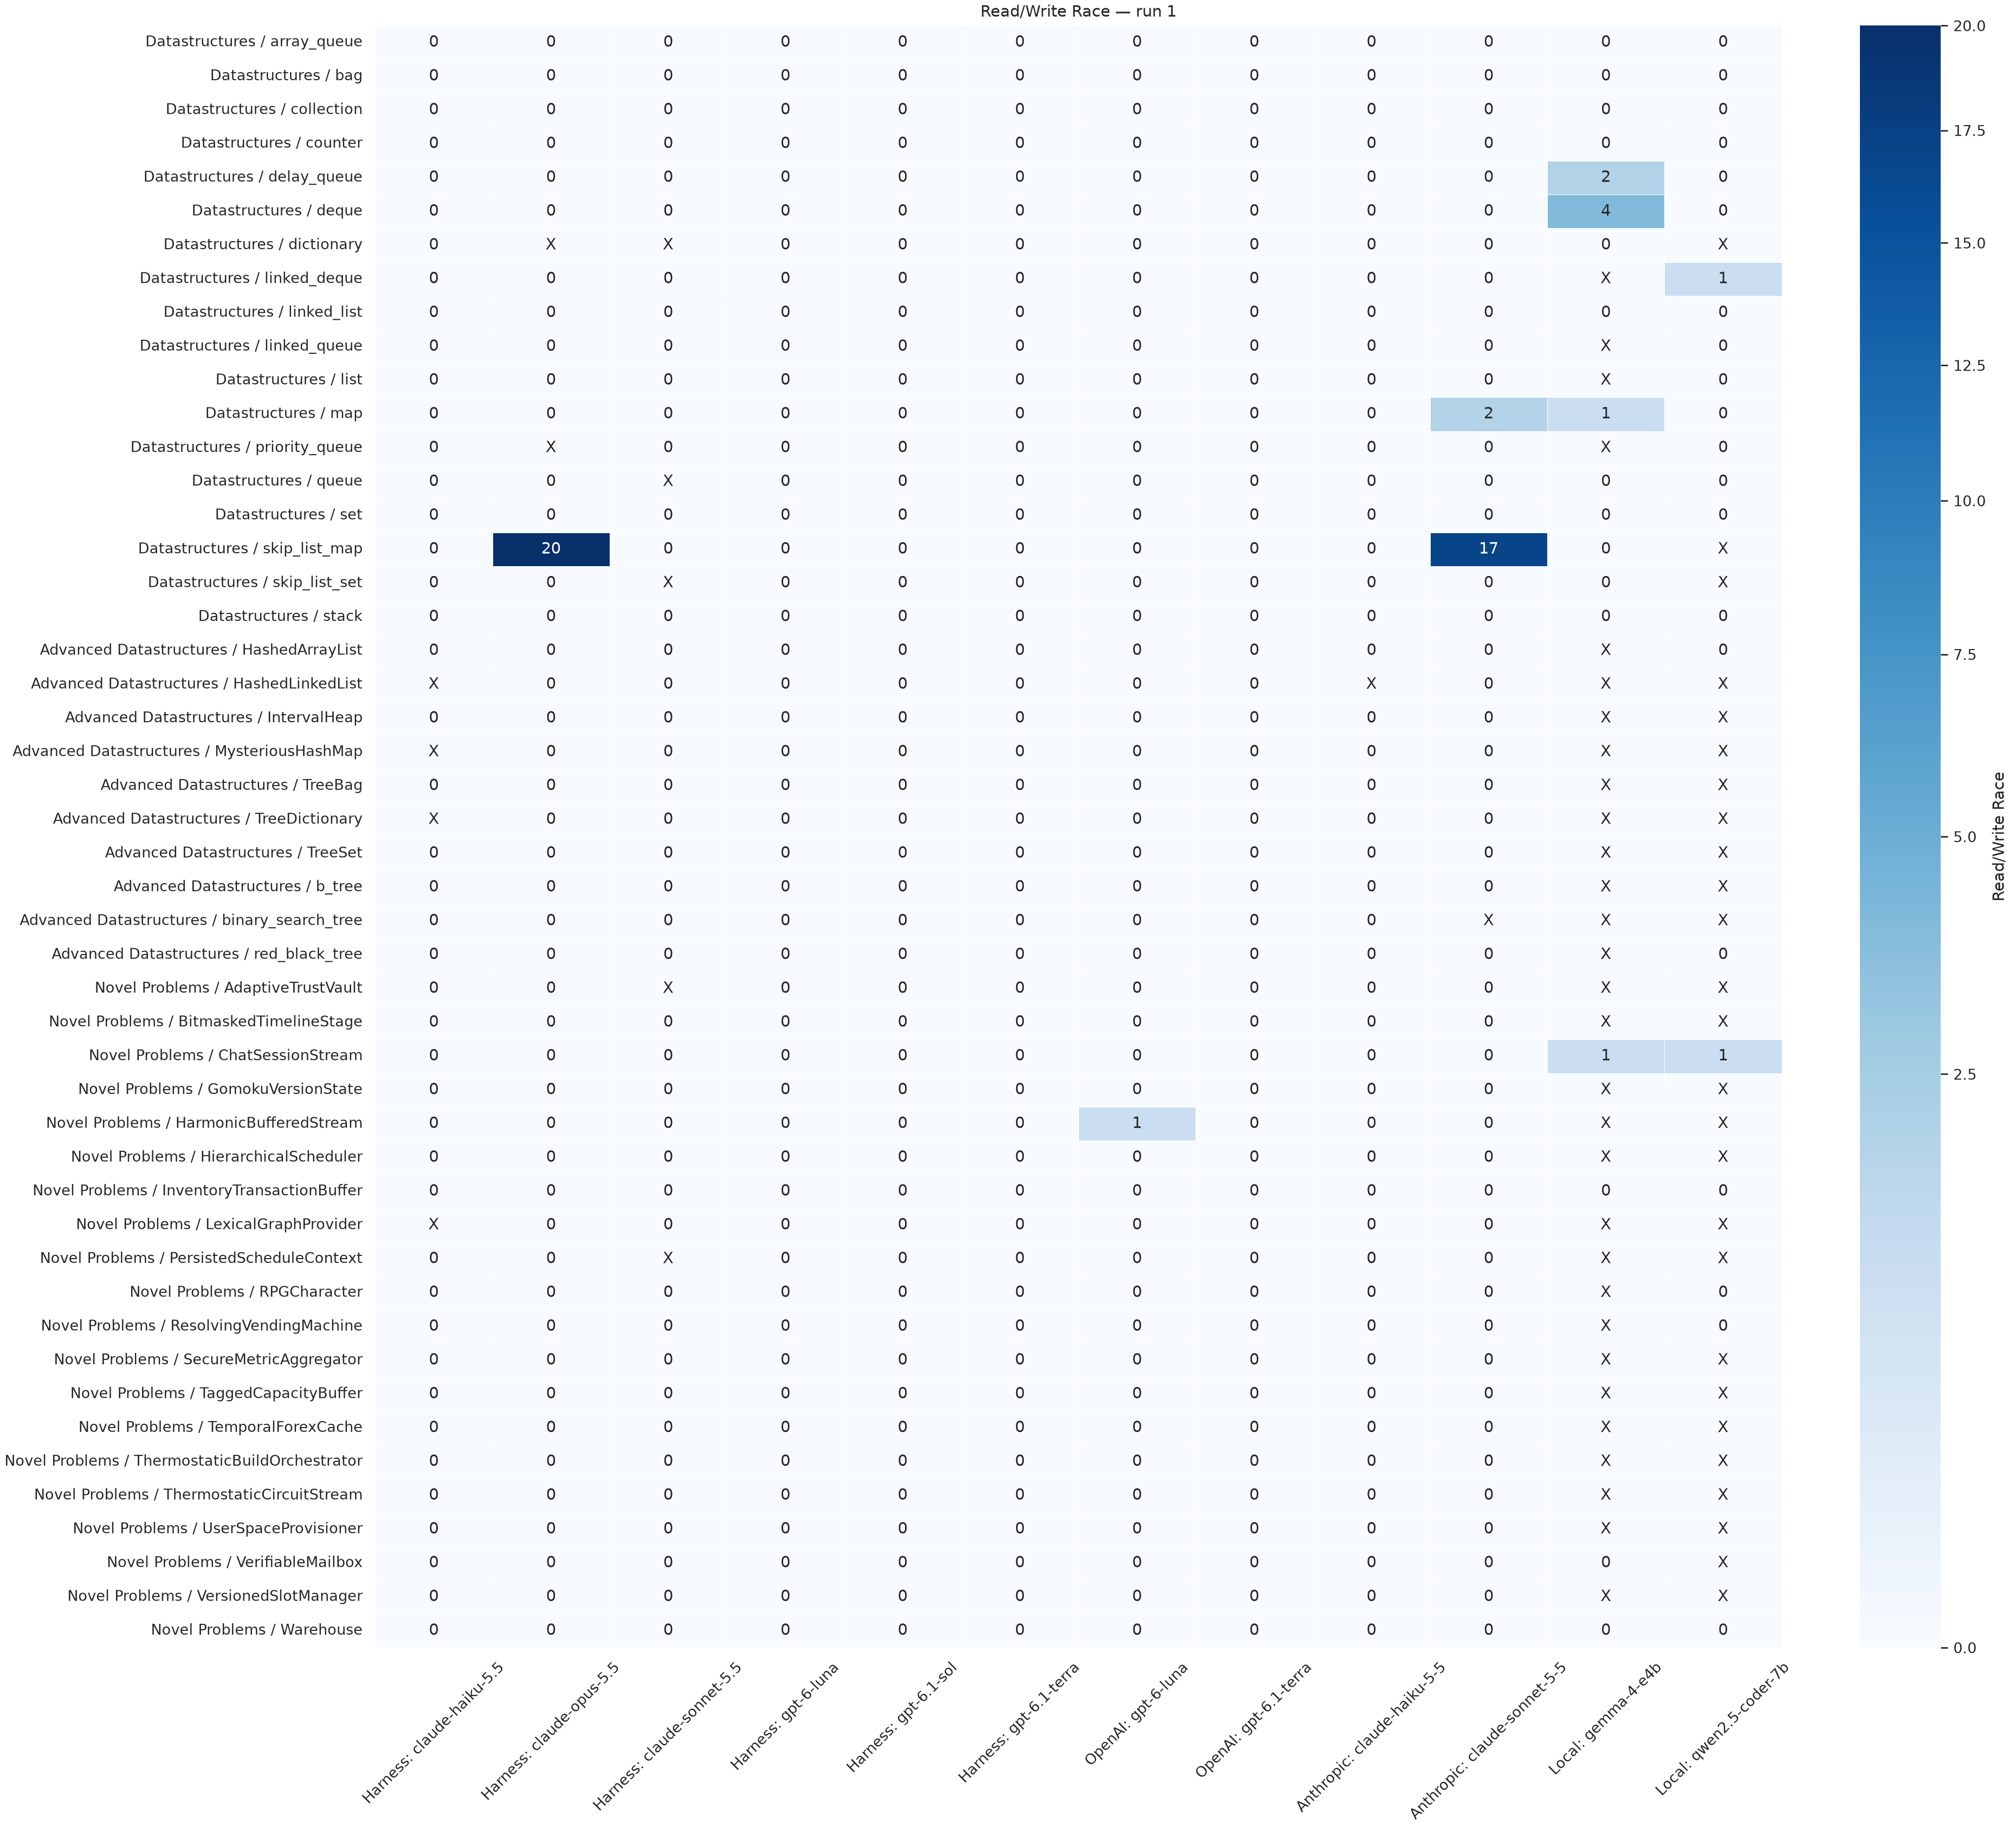 Read/Write Race — run 1
Datastructures / array_queue 0 0 0 0 0 0 0 0 0 0 0 0
Datastructures / bag 0 0 0 0 0 0 0 0 0 0 0 0
Datastructures / collection 0 0 0 0 0 0 0 0 0 0 0 0
Datastructures / counter 0 0 0 0 0 0 0 0 0 0 0 0
Datastructures / delay_queue 0 0 0 0 0 0 0 0 0 0 2 0
Datastructures / deque 0 0 0 0 0 0 0 0 0 0 4 0
Datastructures / dictionary 0 X X 0 0 0 0 0 0 0 0 X
Datastructures / linked_deque 0 0 0 0 0 0 0 0 0 0 X 1
Datastructures / linked_list 0 0 0 0 0 0 0 0 0 0 0 0
Datastructures / linked_queue 0 0 0 0 0 0 0 0 0 0 X 0
Datastructures / list 0 0 0 0 0 0 0 0 0 0 X 0
Datastructures / map 0 0 0 0 0 0 0 0 0 2 1 0
Datastructures / priority_queue 0 X 0 0 0 0 0 0 0 0 X 0
Datastructures / queue 0 0 X 0 0 0 0 0 0 0 0 0
Datastructures / set 0 0 0 0 0 0 0 0 0 0 0 0
Datastructures / skip_list_map 0 20 0 0 0 0 0 0 0 17 0 X
Datastructures / skip_list_set 0 0 X 0 0 0 0 0 0 0 0 X
Datastructures / stack 0 0 0 0 0 0 0 0 0 0 0 0
Advanced Datastructures / HashedArrayList 0 0 0 0 0 0 0 0 0 0 X 0
Advanced Datastructures / HashedLinkedList X 0 0 0 0 0 0 0 X 0 X X
Advanced Datastructures / IntervalHeap 0 0 0 0 0 0 0 0 0 0 X X
Advanced Datastructures / MysteriousHashMap X 0 0 0 0 0 0 0 0 0 X X
Advanced Datastructures / TreeBag 0 0 0 0 0 0 0 0 0 0 X X
Advanced Datastructures / TreeDictionary X 0 0 0 0 0 0 0 0 0 X X
Advanced Datastructures / TreeSet 0 0 0 0 0 0 0 0 0 0 X X
Advanced Datastructures / b_tree 0 0 0 0 0 0 0 0 0 0 X X
Advanced Datastructures / binary_search_tree 0 0 0 0 0 0 0 0 0 X X X
Advanced Datastructures / red_black_tree 0 0 0 0 0 0 0 0 0 0 X 0
Novel Problems / AdaptiveTrustVault 0 0 X 0 0 0 0 0 0 0 X X
Novel Problems / BitmaskedTimelineStage 0 0 0 0 0 0 0 0 0 0 X X
Novel Problems / ChatSessionStream 0 0 0 0 0 0 0 0 0 0 1 1
Novel Problems / GomokuVersionState 0 0 0 0 0 0 0 0 0 0 X X
Novel Problems / HarmonicBufferedStream 0 0 0 0 0 0 1 0 0 0 X X
Novel Problems / HierarchicalScheduler 0 0 0 0 0 0 0 0 0 0 X X
Novel Problems / InventoryTransactionBuffer 0 0 0 0 0 0 0 0 0 0 0 0
Novel Problems / LexicalGraphProvider X 0 0 0 0 0 0 0 0 0 X X
Novel Problems / PersistedScheduleContext 0 0 X 0 0 0 0 0 0 0 X X
Novel Problems / RPGCharacter 0 0 0 0 0 0 0 0 0 0 X 0
Novel Problems / ResolvingVendingMachine 0 0 0 0 0 0 0 0 0 0 X 0
Novel Problems / SecureMetricAggregator 0 0 0 0 0 0 0 0 0 0 X X
Novel Problems / TaggedCapacityBuffer 0 0 0 0 0 0 0 0 0 0 X X
Novel Problems / TemporalForexCache 0 0 0 0 0 0 0 0 0 0 X X
Novel Problems / ThermostaticBuildOrchestrator 0 0 0 0 0 0 0 0 0 0 X X
Novel Problems / ThermostaticCircuitStream 0 0 0 0 0 0 0 0 0 0 X X
Novel Problems / UserSpaceProvisioner 0 0 0 0 0 0 0 0 0 0 X X
Novel Problems / VerifiableMailbox 0 0 0 0 0 0 0 0 0 0 0 X
Novel Problems / VersionedSlotManager 0 0 0 0 0 0 0 0 0 0 X X
Novel Problems / Warehouse 0 0 0 0 0 0 0 0 0 0 0 0
Harness: claude-haiku-5.5
Harness: claude-opus-5.5
Harness: claude-sonnet-5.5
Harness: gpt-6-luna
Harness: gpt-6.1-sol
Harness: gpt-6.1-terra
OpenAI: gpt-6-luna
OpenAI: gpt-6.1-terra
Anthropic: claude-haiku-5-5
Anthropic: claude-sonnet-5-5
Local: gemma-4-e4b
Local: qwen2.5-coder-7b
20.0
17.5
15.0
12.5
10.0
7.5
5.0
2.5
0.0
Read/Write Race